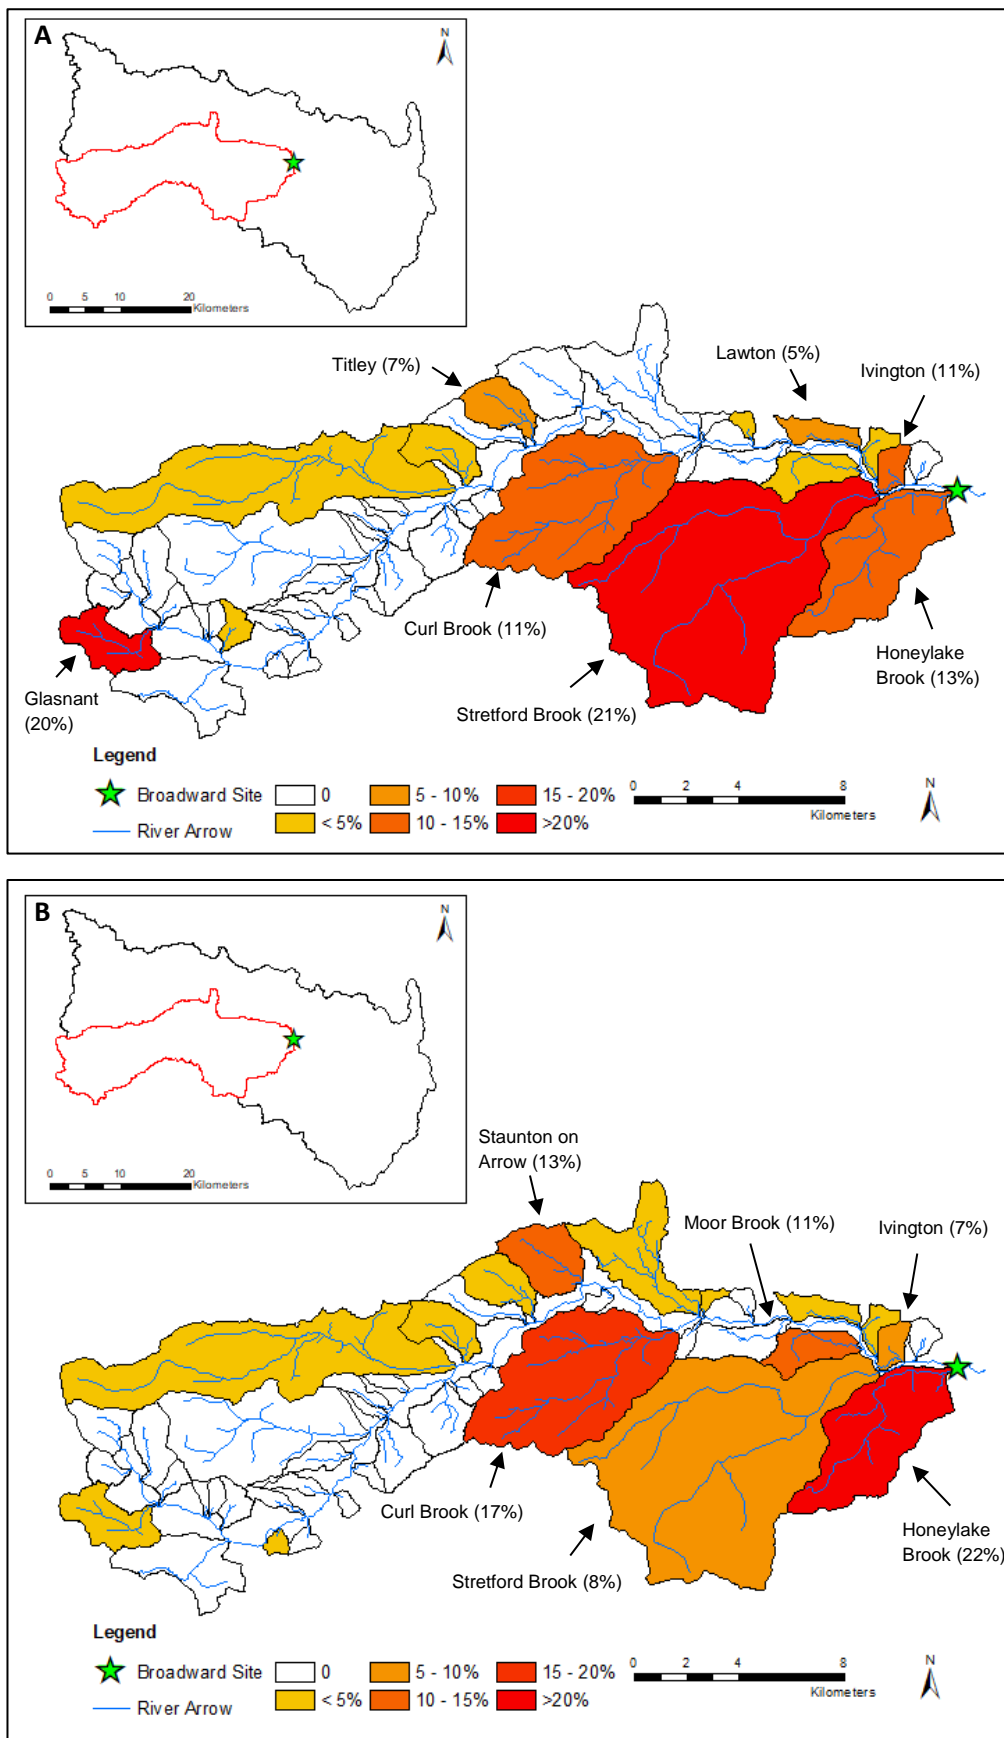 A
N
0 5 10 20
Kilometers
Lawton (5%)
Titley (7%)
Ivington (11%)
Curl Brook (11%)
Honeylake
Brook (13%)
Glasnant
(20%)
Stretford Brook (21%)
Legend
Broadward Site
0
5 - 10%
15 - 20%
River Arrow
< 5%
10 - 15%
>20%
0 2 4 8
Kilometers
N
B
N
0 5 10 20
Kilometers
Staunton on
Arrow (13%)
Moor Brook (11%)
Ivington (7%)
Curl Brook (17%)
Honeylake
Brook (22%)
Stretford Brook (8%)
Legend
Broadward Site
0
5 - 10%
15 - 20%
River Arrow
< 5%
10 - 15%
>20%
0 2 4 8
Kilometers
N